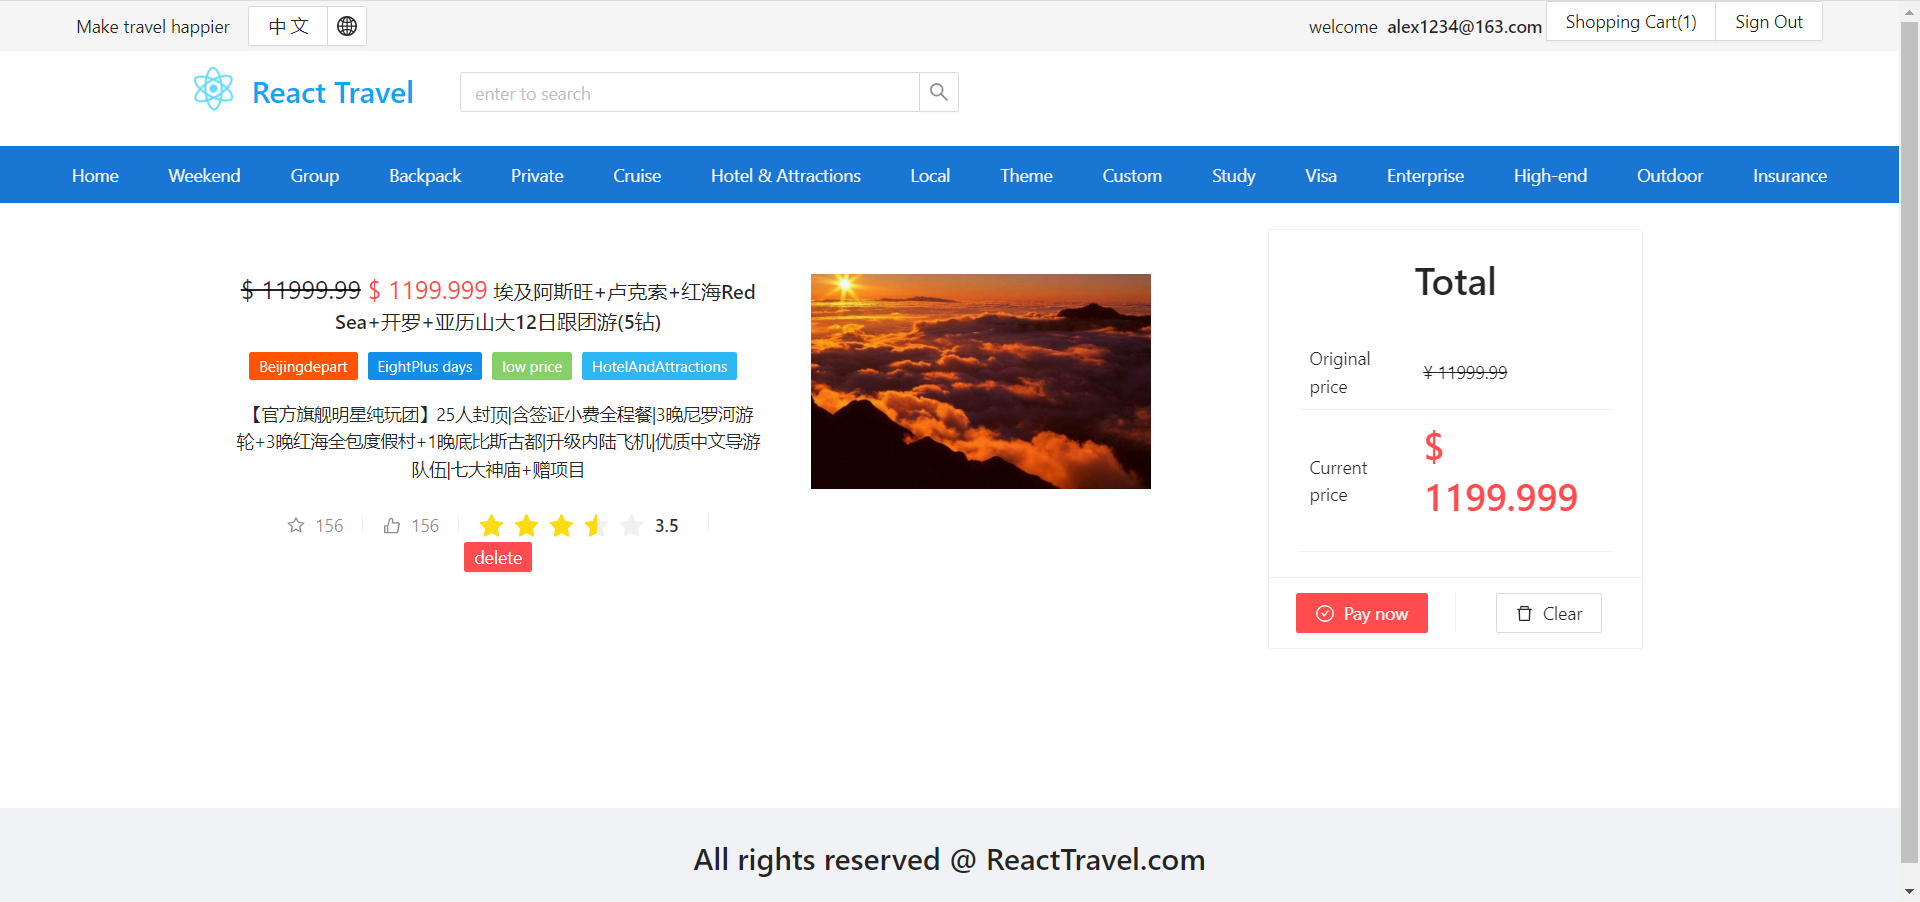 Make travel happier 中文 welcome alex1234@163.com Shopping Cart(1) Sign Out
React Travel enter to search
Home Weekend Group Backpack Private Cruise Hotel & Attractions Local Theme Custom Study Visa Enterprise High-end Outdoor Insurance
$ 11999.99 $ 1199.999 埃及阿斯旺+卢克索+红海Red
Sea+开罗+亚历山大12日跟团游(5钻)
Beijingdepart EightPlus days low price HotelAndAttractions
【官方旗舰明星纯玩团】25人封顶|含签证小费全程餐|3晚尼罗河游
轮+3晚红海全包度假村+1晚底比斯古都|升级内陆飞机|优质中文导游
队伍|七大神庙+赠项目
156 156 3.5
delete
Total
Original
price
¥ 11999.99
Current
price
$
1199.999
Pay now Clear
All rights reserved @ ReactTravel.com